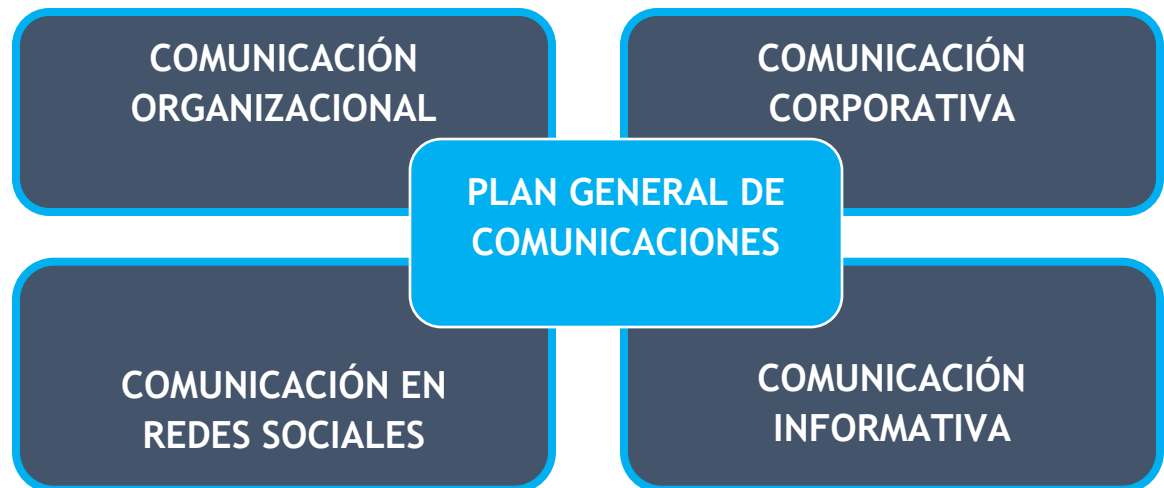 COMUNICACIÓN
ORGANIZACIONAL
COMUNICACIÓN
CORPORATIVA
PLAN GENERAL DE
COMUNICACIONES
COMUNICACIÓN EN
REDES SOCIALES
COMUNICACIÓN
INFORMATIVA